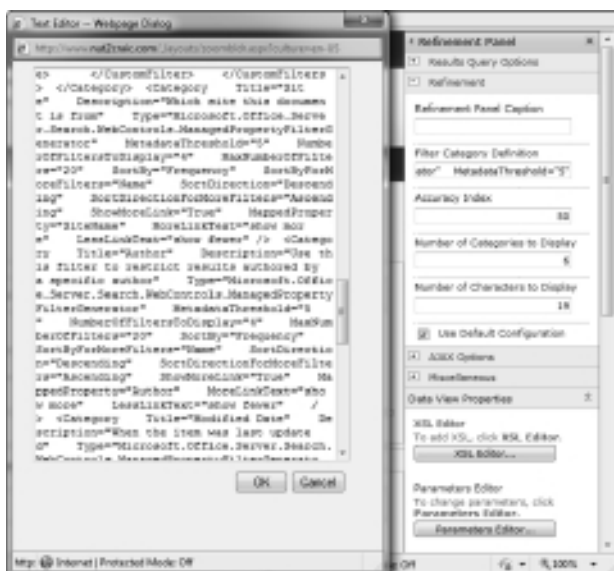 Text Editor -- Webpage Dialog
e> </CustomFilter> </CustomFilters
> </Category> <Category Title="Sit
e" Description="Which site this documen
t is from" Type="Microsoft.Office.Serve
r.Search.WebControls.ManagedPropertyFilterG
enerator" MetadataThreshold="5" Numbe
rOfFiltersToDisplay="4" MaxNumberOfFilte
rs="20" SortBy="Frequency" SortByForM
oreFilters="Name" SortDirection="Descend
ing" SortDirectionForMoreFilters="Ascend
ing" ShowMoreLink="True" MappedProper
ty="SiteName" MoreLinkText="show mor
e" LessLinkText="show fewer" /> <Catego
ry Title="Author" Description="Use th
is filter to restrict results authored by
a specific author" Type="Microsoft.Offic
e.Server.Search.WebControls.ManagedProperty
FilterGenerator" MetadataThreshold="5
" NumberOfFiltersToDisplay="4" MaxNum
berOfFilters="20" SortBy="Frequency"
SortByForMoreFilters="Name" SortDirectio
n="Descending" SortDirectionForMoreFilte
rs="Ascending" ShowMoreLink="True" Ma
ppedProperty="Author" MoreLinkText="sho
w more" LessLinkText="show fewer" /
> <Category Title="Modified Date" De
scription="When the item was last update
d" Type="Microsoft.Office.Server.Search.
WebControls.ManagedPropertyFilterGenerato
OK Cancel
http: Internet | Protected Mode: Off
Refinement Panel
Results Query Options
Refinement
Refinement Panel Caption
Filter Category Definition
ator" MetadataThreshold="5"
Accuracy Index
50
Number of Categories to Display
6
Number of Characters to Display
19
Use Default Configuration
AJAX Options
Miscellaneous
Data View Properties
XSL Editor
To add XSL, click XSL Editor.
XSL Editor...
Parameters Editor
To change parameters, click
Parameters Editor.
Parameters Editor...
Off
100%